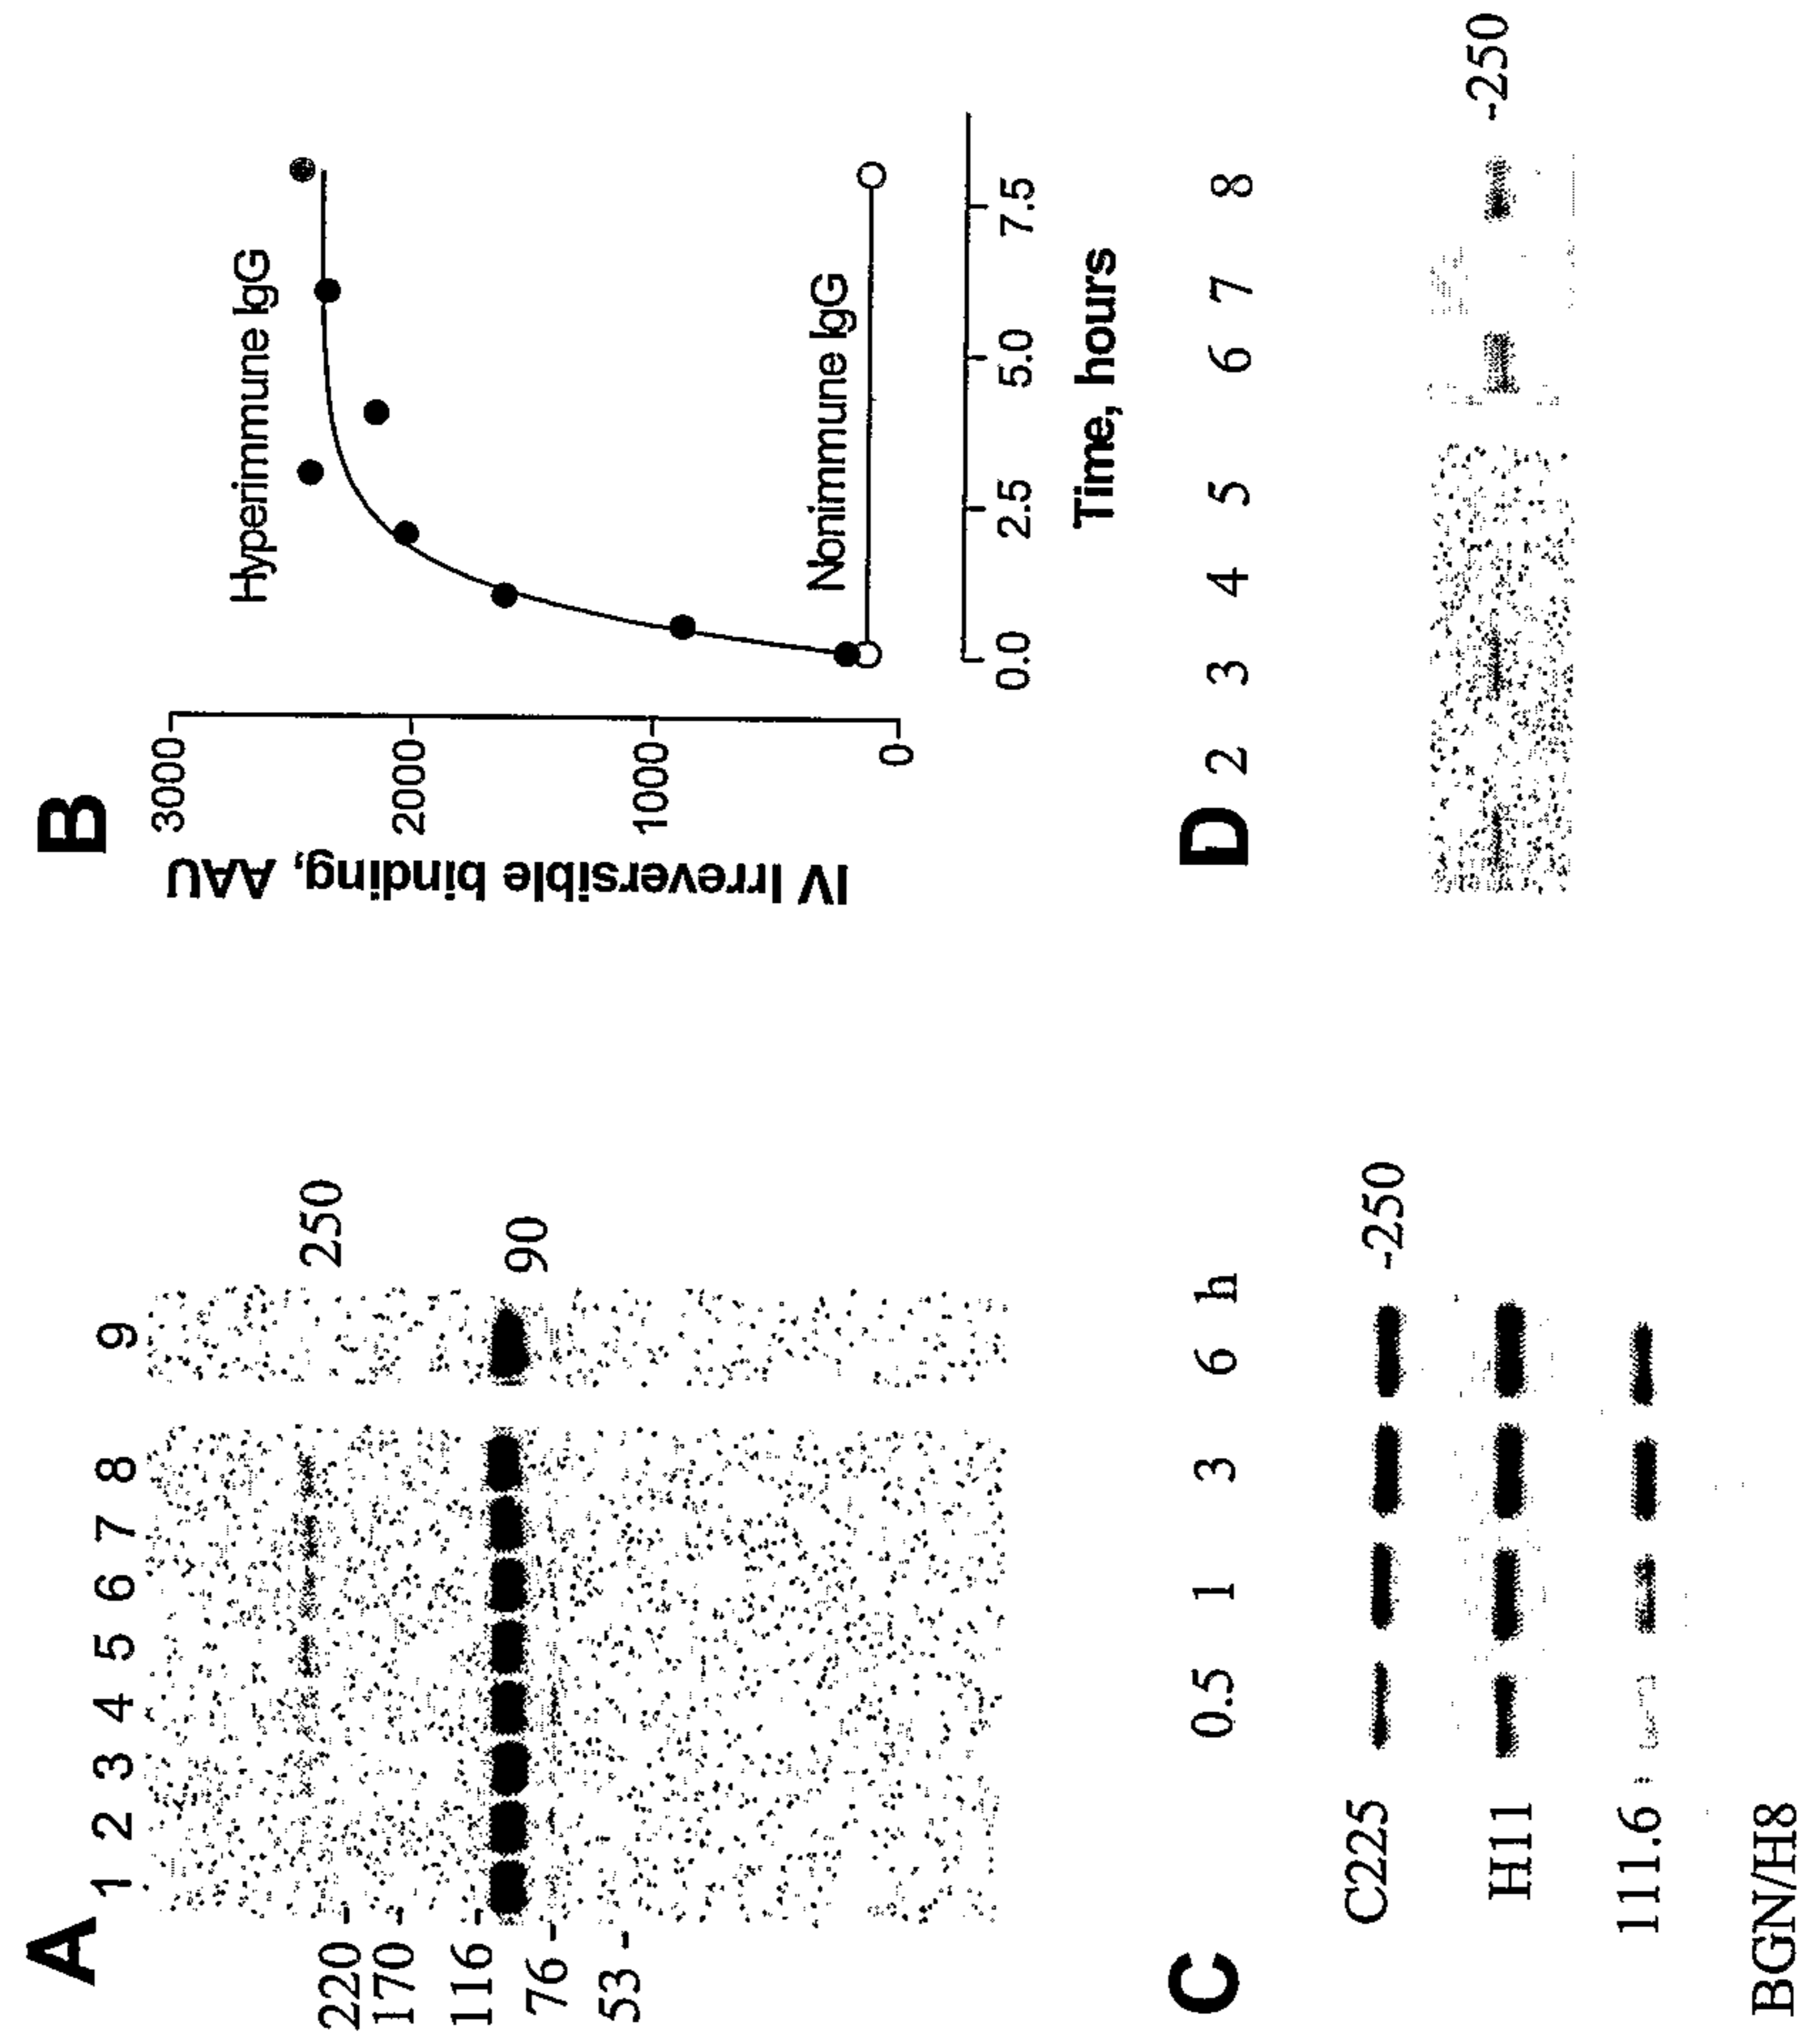 A
1 2 3 4 5 6 7 8 9
220
170
116
76
53
250
90
B
IV Irreversible binding, AAU
3000
2000
1000
0
Hyperimmune IgG
Nonimmune IgG
0.0 2.5 5.0 7.5
Time, hours
C
0.5 1 3 6 h
C225
-250
H11
111.6
BGN/H8
D
2 3 4 5 6 7 8
-250